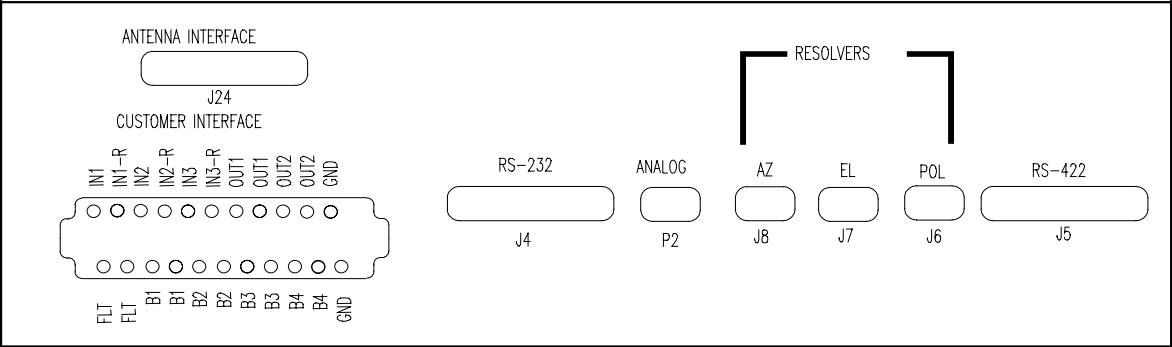 ANTENNA INTERFACE
J24
CUSTOMER INTERFACE
IN1 IN1-R IN2 IN2-R IN3 IN3-R OUT1 OUT1 OUT2 OUT2 GND
FLT FLT B1 B1 B2 B2 B3 B3 B4 B4 GND
RS-232
J4
ANALOG
P2
RESOLVERS
AZ
J8
EL
J7
POL
J6
RS-422
J5